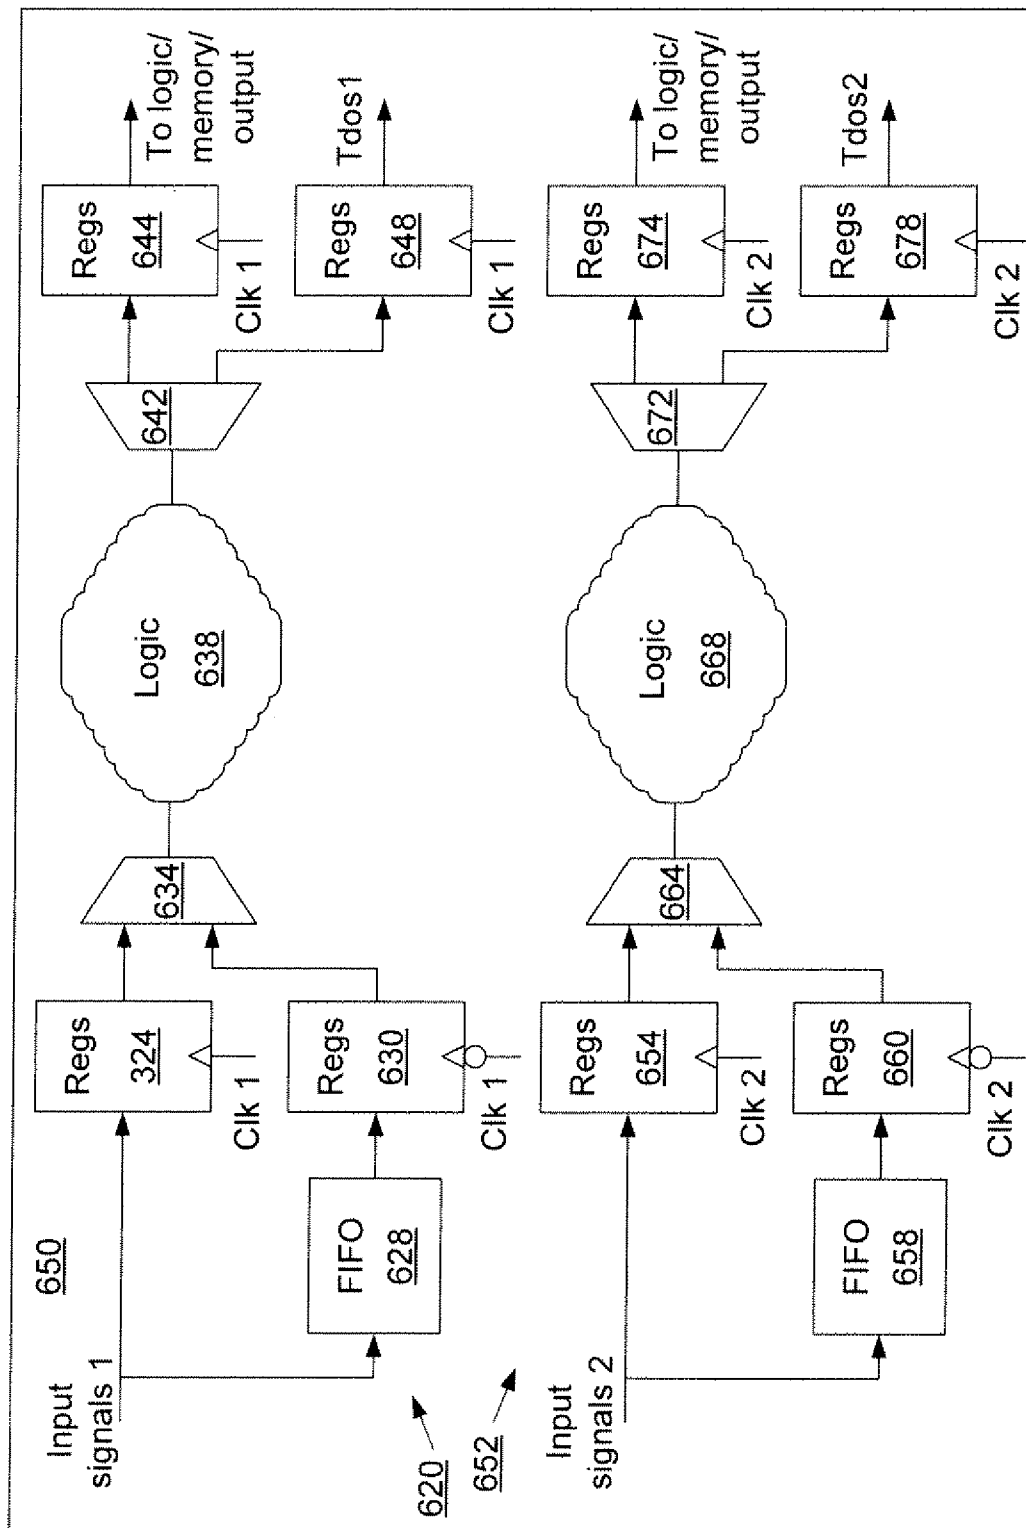 650
Input
signals 1
Regs
324
Clk 1
FIFO
628
Regs
630
Clk 1
634
Logic
638
642
Regs
644
Clk 1
To logic/
memory/
output
Regs
648
Clk 1
Tdos1
620
652
Input
signals 2
Regs
654
Clk 2
FIFO
658
Regs
660
Clk 2
664
Logic
668
672
Regs
674
Clk 2
To logic/
memory/
output
Regs
678
Clk 2
Tdos2